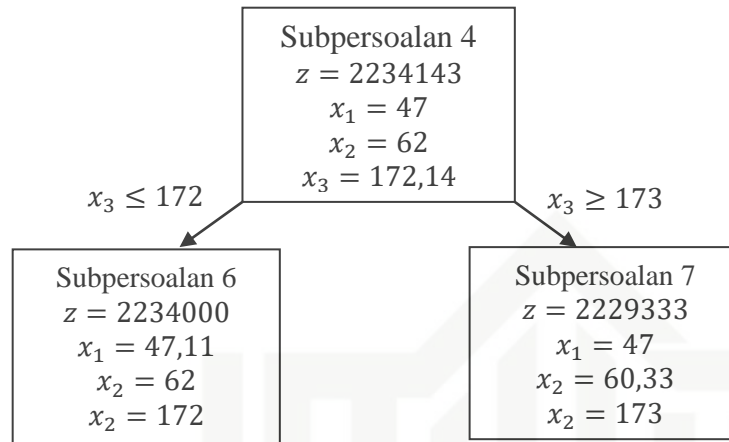 Subpersoalan 4
z = 2234143
x₁ = 47
x₂ = 62
x₃ = 172,14
x₃ ≤ 172
x₃ ≥ 173
Subpersoalan 6
z = 2234000
x₁ = 47,11
x₂ = 62
x₂ = 172
Subpersoalan 7
z = 2229333
x₁ = 47
x₂ = 60,33
x₂ = 173